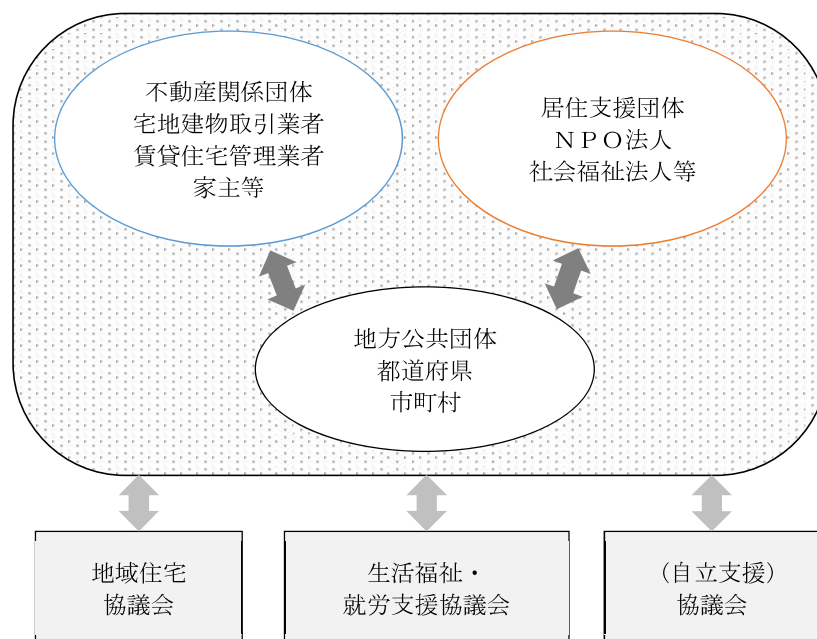 不動産関係団体
宅地建物取引業者
賃貸住宅管理業者
家主等
居住支援団体
ＮＰＯ法人
社会福祉法人等
地方公共団体
都道府県
市町村
地域住宅
協議会
生活福祉・
就労支援協議会
（自立支援）
協議会